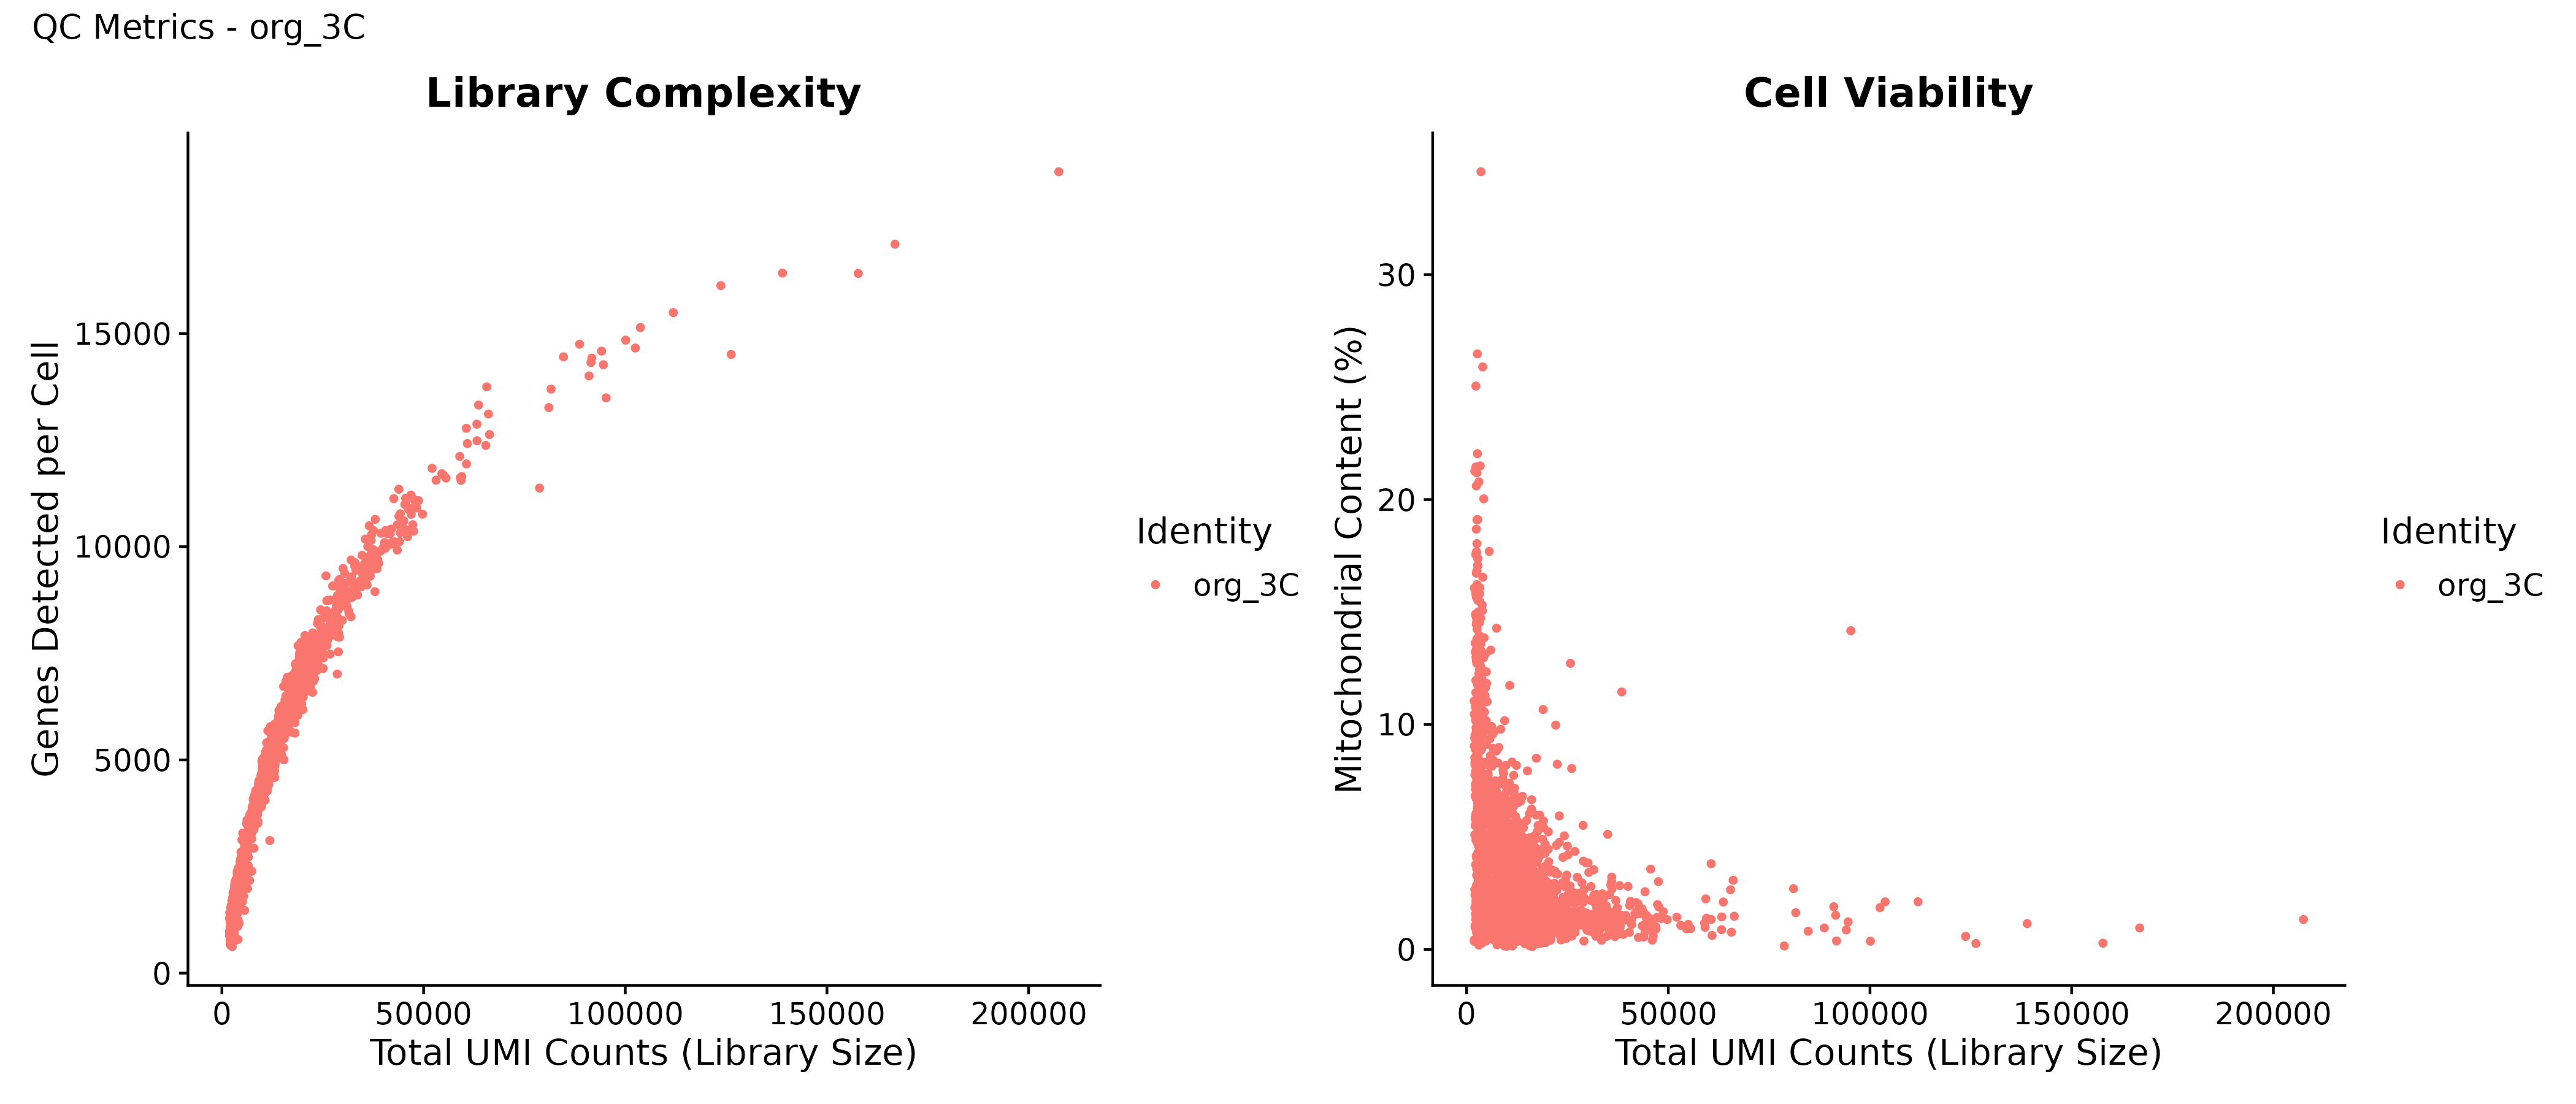 QC Metrics - org_3C
Library Complexity
Genes Detected per Cell
15000
10000
5000
0
0 50000 100000 150000 200000
Total UMI Counts (Library Size)
Identity
org_3C
Cell Viability
Mitochondrial Content (%)
30
20
10
0
0 50000 100000 150000 200000
Total UMI Counts (Library Size)
Identity
org_3C